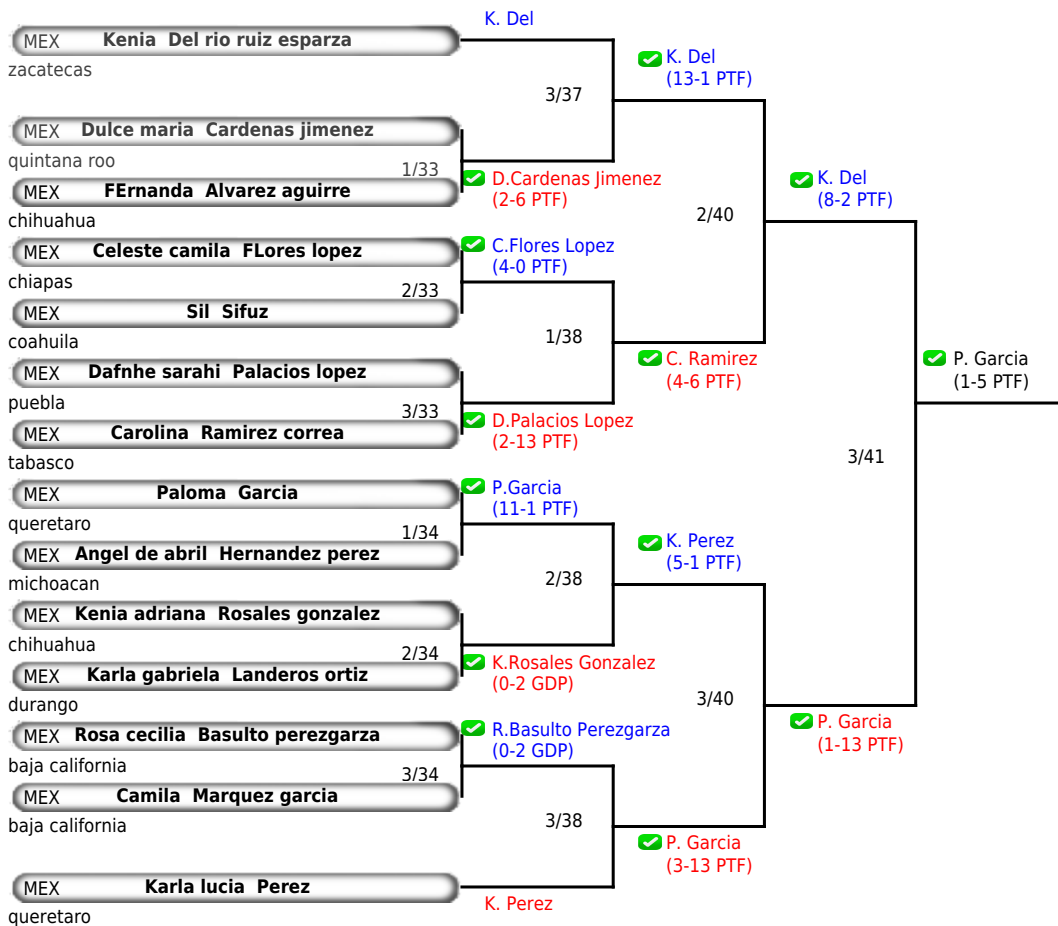 K. Del
MEX Kenia Del rio ruiz esparza
zacatecas
K. Del
(13-1 PTF)
3/37
MEX Dulce maria Cardenas jimenez
quintana roo
1/33
D.Cardenas Jimenez
(2-6 PTF)
MEX FErnanda Alvarez aguirre
chihuahua
K. Del
(8-2 PTF)
2/40
MEX Celeste camila FLores lopez
chiapas
C.Flores Lopez
(4-0 PTF)
2/33
MEX Sil Sifuz
coahuila
1/38
C. Ramirez
(4-6 PTF)
P. Garcia
(1-5 PTF)
MEX Dafnhe sarahi Palacios lopez
puebla
3/33
D.Palacios Lopez
(2-13 PTF)
MEX Carolina Ramirez correa
tabasco
3/41
MEX Paloma Garcia
queretaro
P.Garcia
(11-1 PTF)
1/34
MEX Angel de abril Hernandez perez
michoacan
K. Perez
(5-1 PTF)
2/38
MEX Kenia adriana Rosales gonzalez
chihuahua
2/34
K.Rosales Gonzalez
(0-2 GDP)
MEX Karla gabriela Landeros ortiz
durango
3/40
P. Garcia
(1-13 PTF)
MEX Rosa cecilia Basulto perezgarza
baja california
R.Basulto Perezgarza
(0-2 GDP)
3/34
MEX Camila Marquez garcia
baja california
3/38
P. Garcia
(3-13 PTF)
MEX Karla lucia Perez
queretaro
K. Perez